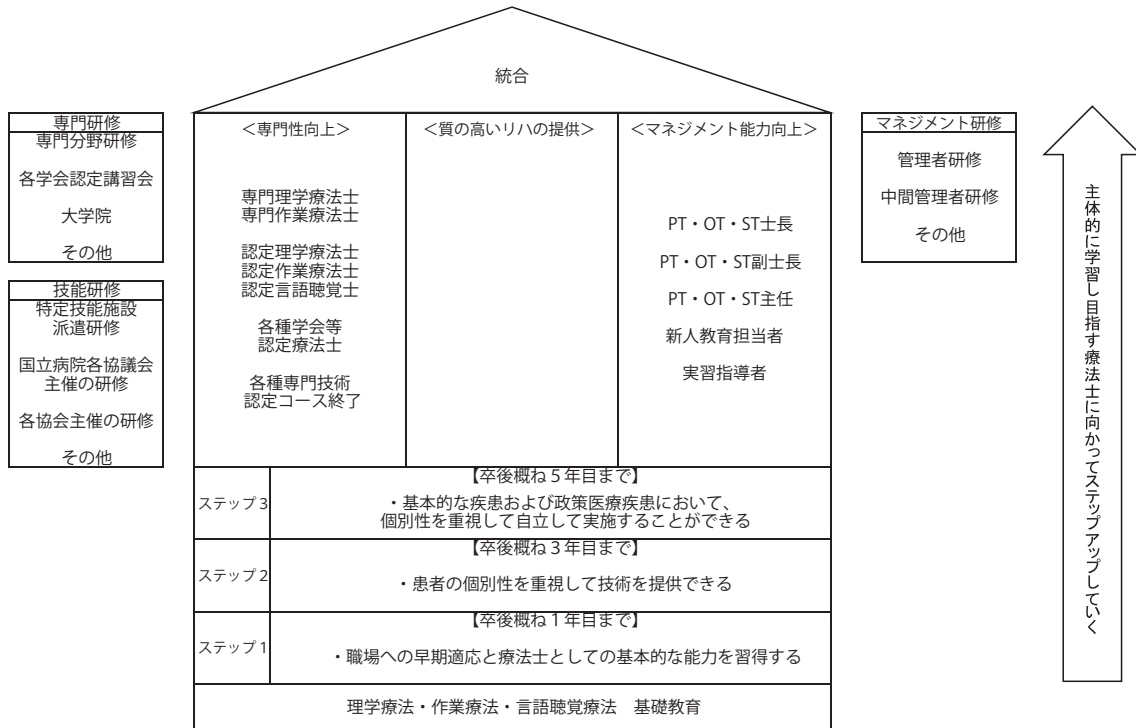 統合
専門研修
専門分野研修
各学会認定講習会
大学院
その他
技能研修
特定技能施設
派遣研修
国立病院各協議会
主催の研修
各協会主催の研修
その他
＜専門性向上＞
専門理学療法士
専門作業療法士
認定理学療法士
認定作業療法士
認定言語聴覚士
各種学会等
認定療法士
各種専門技術
認定コース終了
＜質の高いリハの提供＞
＜マネジメント能力向上＞
PT・OT・ST士長
PT・OT・ST副士長
PT・OT・ST主任
新人教育担当者
実習指導者
マネジメント研修
管理者研修
中間管理者研修
その他
主体的に学習し目指す療法士に向かってステップアップしていく
ステップ3
【卒後概ね５年目まで】
・基本的な疾患および政策医療疾患において、
個別性を重視して自立して実施することができる
ステップ2
【卒後概ね３年目まで】
・患者の個別性を重視して技術を提供できる
ステップ1
【卒後概ね１年目まで】
・職場への早期適応と療法士としての基本的な能力を習得する
理学療法・作業療法・言語聴覚療法　基礎教育